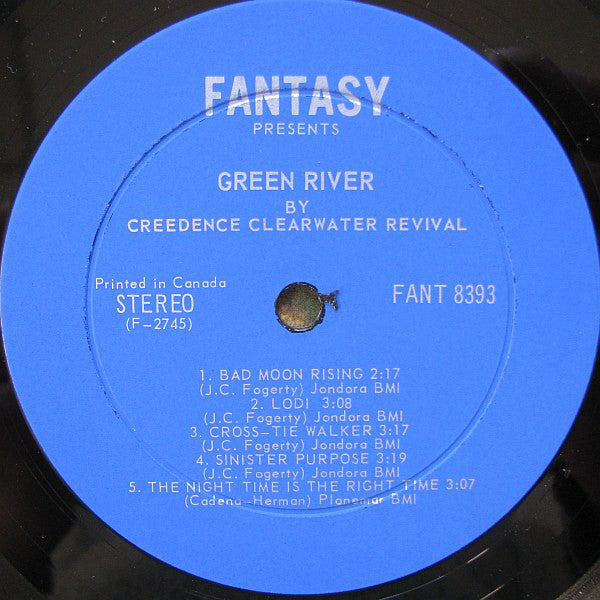 FANTASY
PRESENTS
GREEN RIVER
BY
CREEDENCE CLEARWATER REVIVAL
Printed in Canada
STEREO
(F-2745)
FANT 8393
1. BAD MOON RISING 2:17
(J.C. Fogerty) Jondora BMI
2. LODI 3:08
(J.C. Fogerty) Jondora BMI
3. CROSS-TIE WALKER 3:17
(J.C. Fogerty) Jondora BMI
4. SINISTER PURPOSE 3:19
(J.C. Fogerty) Jondora BMI
5. THE NIGHT TIME IS THE RIGHT TIME 3:07
(Cadena-Herman) Planemar BMI